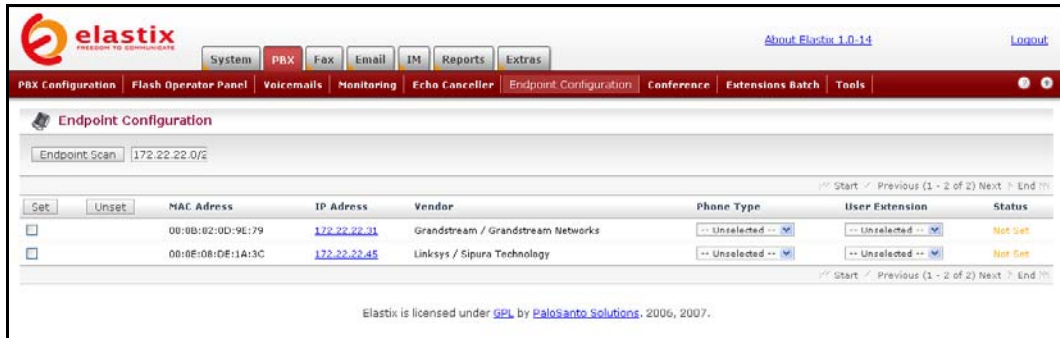 elastix
FREEDOM TO COMMUNICATE
About Elastix 1.0-14
Logout
System PBX Fax Email IM Reports Extras
PBX Configuration Flash Operator Panel Voicemails Monitoring Echo Canceller Endpoint Configuration Conference Extensions Batch Tools
Endpoint Configuration
Endpoint Scan 172.22.22.0/2
Start Previous (1 - 2 of 2) Next End
Set Unset MAC Adress IP Adress Vendor Phone Type User Extension Status
00:0B:82:0D:9E:79 172.22.22.31 Grandstream / Grandstream Networks -- Unselected -- -- Unselected -- Not Set
00:0E:08:DE:1A:3C 172.22.22.45 Linksys / Sipura Technology -- Unselected -- -- Unselected -- Not Set
Start Previous (1 - 2 of 2) Next End
Elastix is licensed under GPL by PaloSanto Solutions. 2006, 2007.